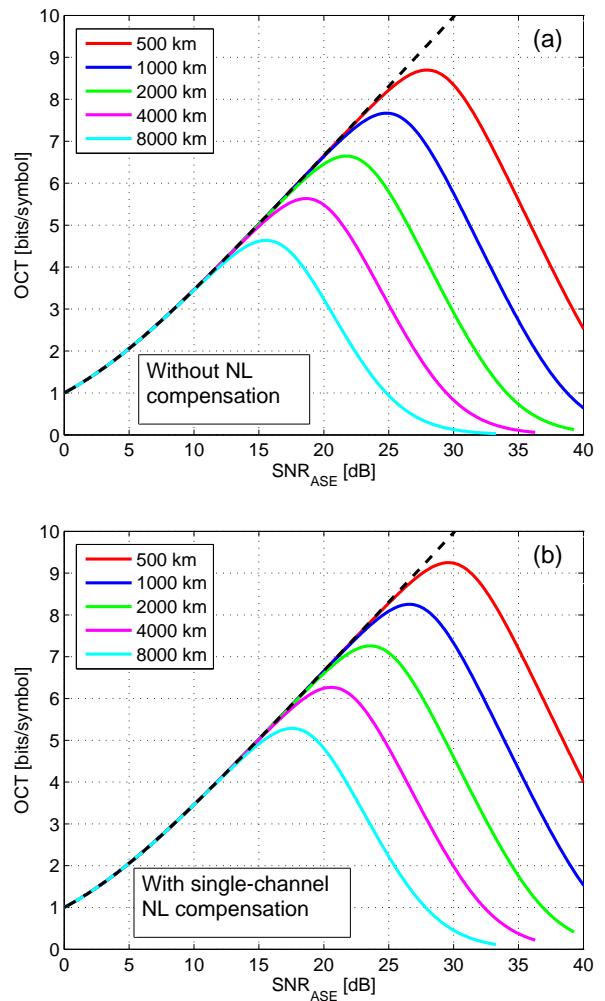 10
9
8
7
6
5
4
3
2
1
0
OCT [bits/symbol]
(a)
500 km
1000 km
2000 km
4000 km
8000 km
Without NL
compensation
0 5 10 15 20 25 30 35 40
SNR_ASE [dB]
10
9
8
7
6
5
4
3
2
1
0
OCT [bits/symbol]
(b)
500 km
1000 km
2000 km
4000 km
8000 km
With single-channel
NL compensation
0 5 10 15 20 25 30 35 40
SNR_ASE [dB]